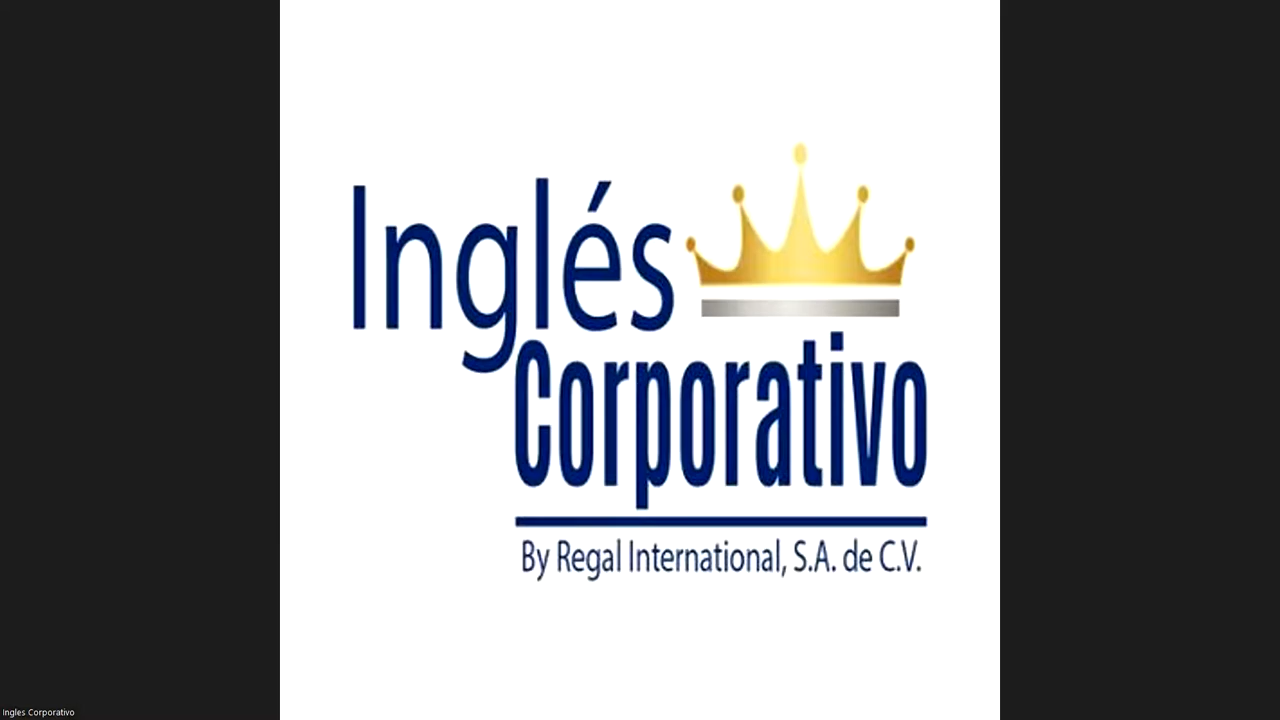 Inglés
Corporativo
By Regal International, S.A. de C.V.
Ingles Corporativo